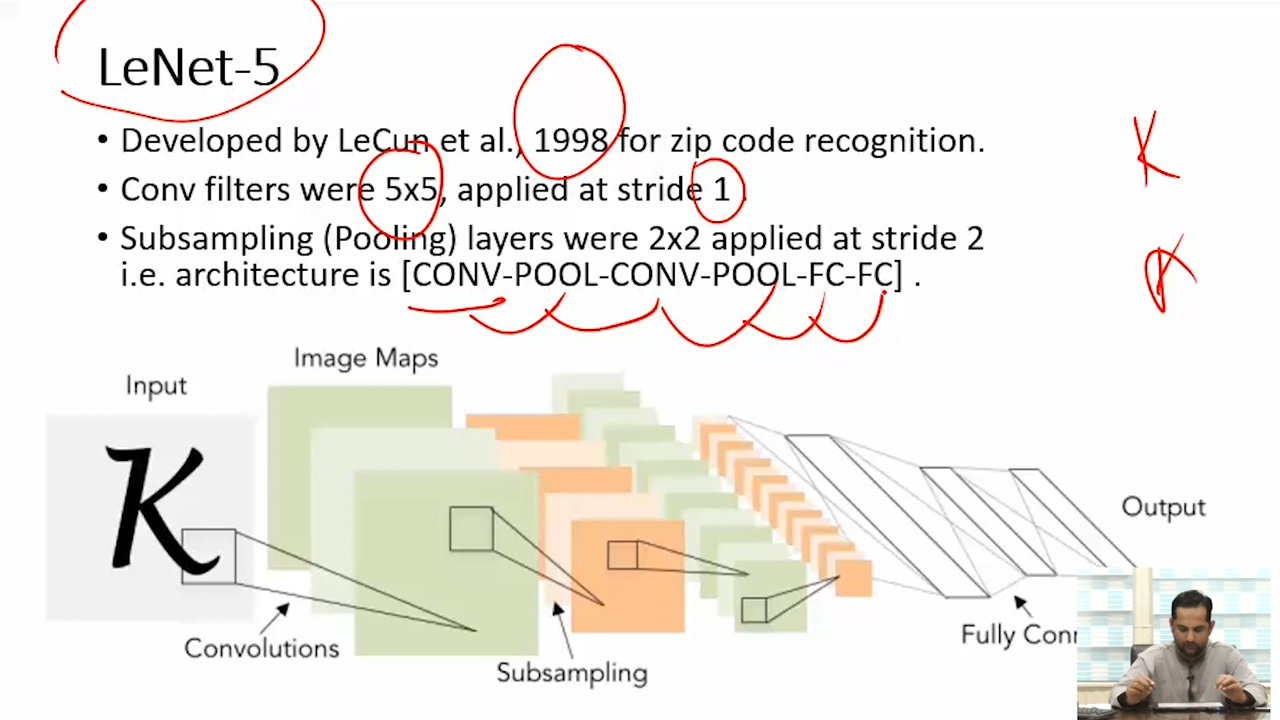 LeNet-5
• Developed by LeCun et al., 1998 for zip code recognition.
• Conv filters were 5x5, applied at stride 1 .
• Subsampling (Pooling) layers were 2x2 applied at stride 2
i.e. architecture is [CONV-POOL-CONV-POOL-FC-FC] .
K
K
Image Maps
Input
K
Output
Convolutions
Subsampling
Fully Conn